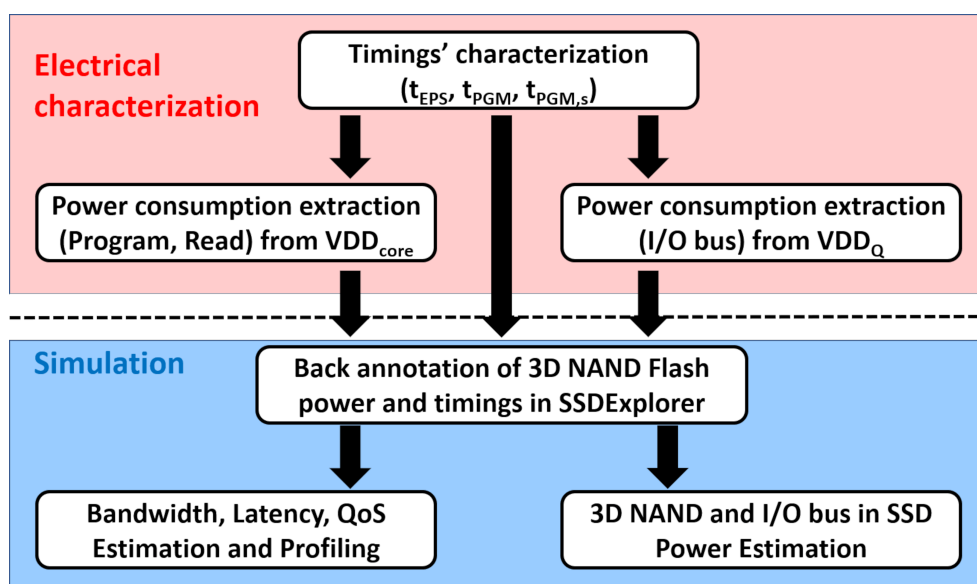 Electrical
characterization
Timings’ characterization
(tEPS, tPGM, tPGM,s)
Power consumption extraction
(Program, Read) from VDDcore
Power consumption extraction
(I/O bus) from VDDQ
Simulation
Back annotation of 3D NAND Flash
power and timings in SSDExplorer
Bandwidth, Latency, QoS
Estimation and Profiling
3D NAND and I/O bus in SSD
Power Estimation